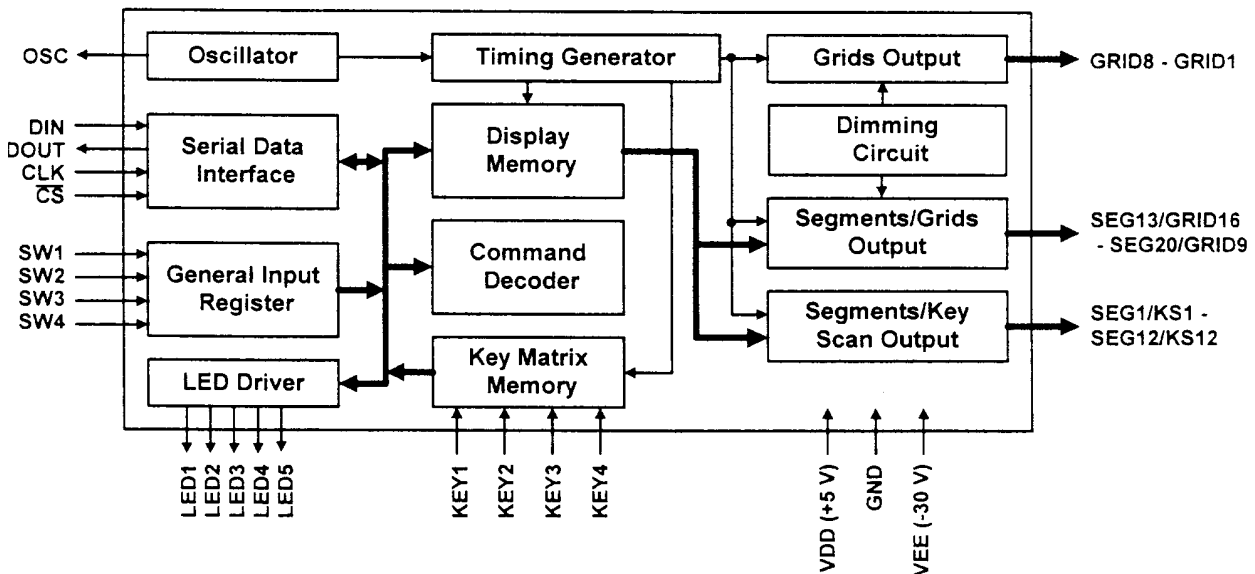 OSC
Oscillator
Timing Generator
Grids Output
GRID8 - GRID1
DIN
DOUT
CLK
CS
Serial Data
Interface
Display
Memory
Dimming
Circuit
Segments/Grids
Output
SEG13/GRID16
- SEG20/GRID9
SW1
SW2
SW3
SW4
General Input
Register
Command
Decoder
Segments/Key
Scan Output
SEG1/KS1 -
SEG12/KS12
LED Driver
Key Matrix
Memory
LED1
LED2
LED3
LED4
LED5
KEY1
KEY2
KEY3
KEY4
VDD (+5 V)
GND
VEE (-30 V)